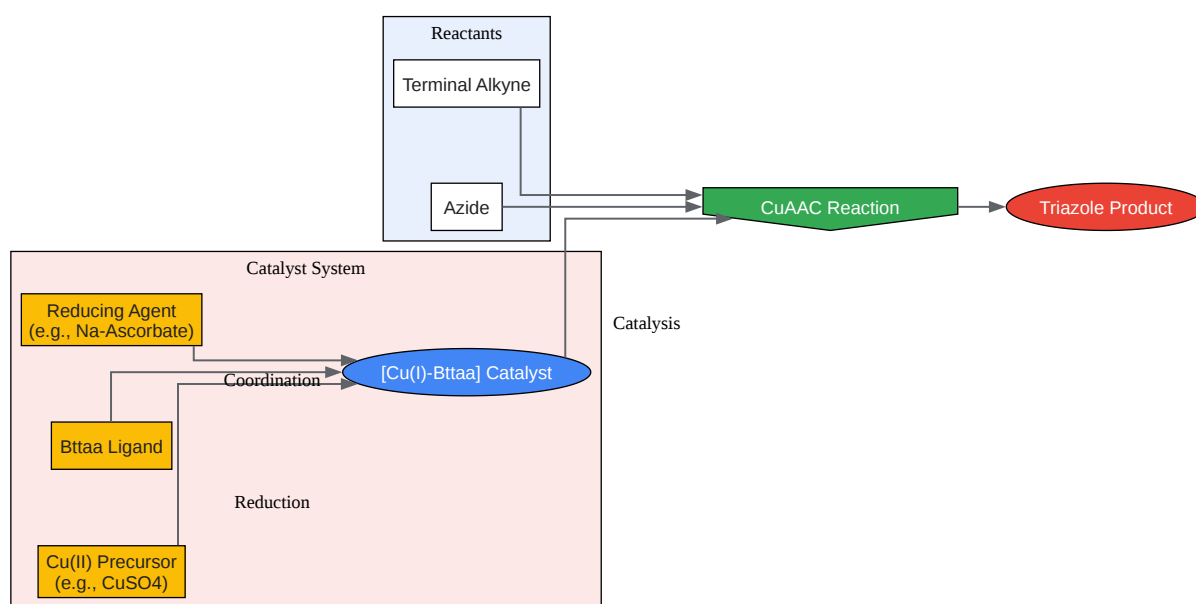 Reactants
Terminal Alkyne
Azide
CuAAC Reaction
Triazole Product
Catalyst System
Reducing Agent
(e.g., Na-Ascorbate)
Catalysis
[Cu(I)-Bttaa] Catalyst
Coordination
Bttaa Ligand
Reduction
Cu(II) Precursor
(e.g., CuSO4)